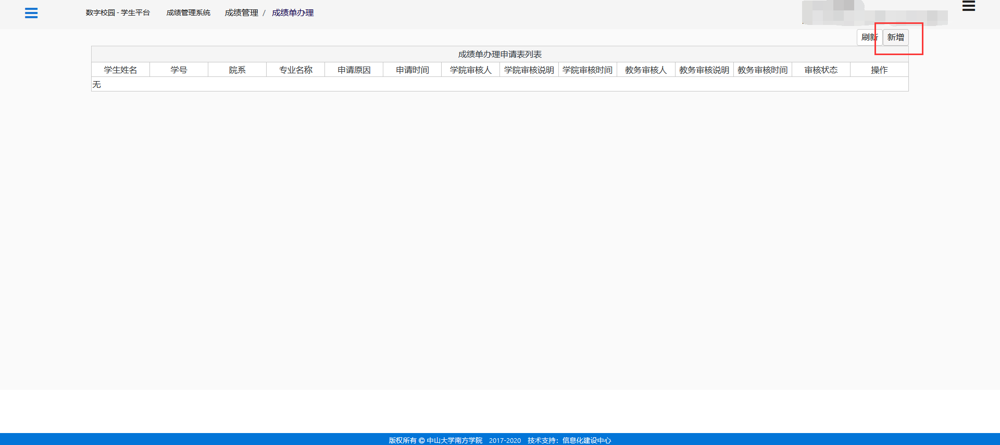 数字校园 - 学生平台 成绩管理系统 成绩管理 / 成绩单办理
刷新 新增
成绩单办理申请表列表
学生姓名 学号 院系 专业名称 申请原因 申请时间 学院审核人 学院审核说明 学院审核时间 教务审核人 教务审核说明 教务审核时间 审核状态 操作
无
版权所有 © 中山大学南方学院 2017-2020 技术支持：信息化建设中心